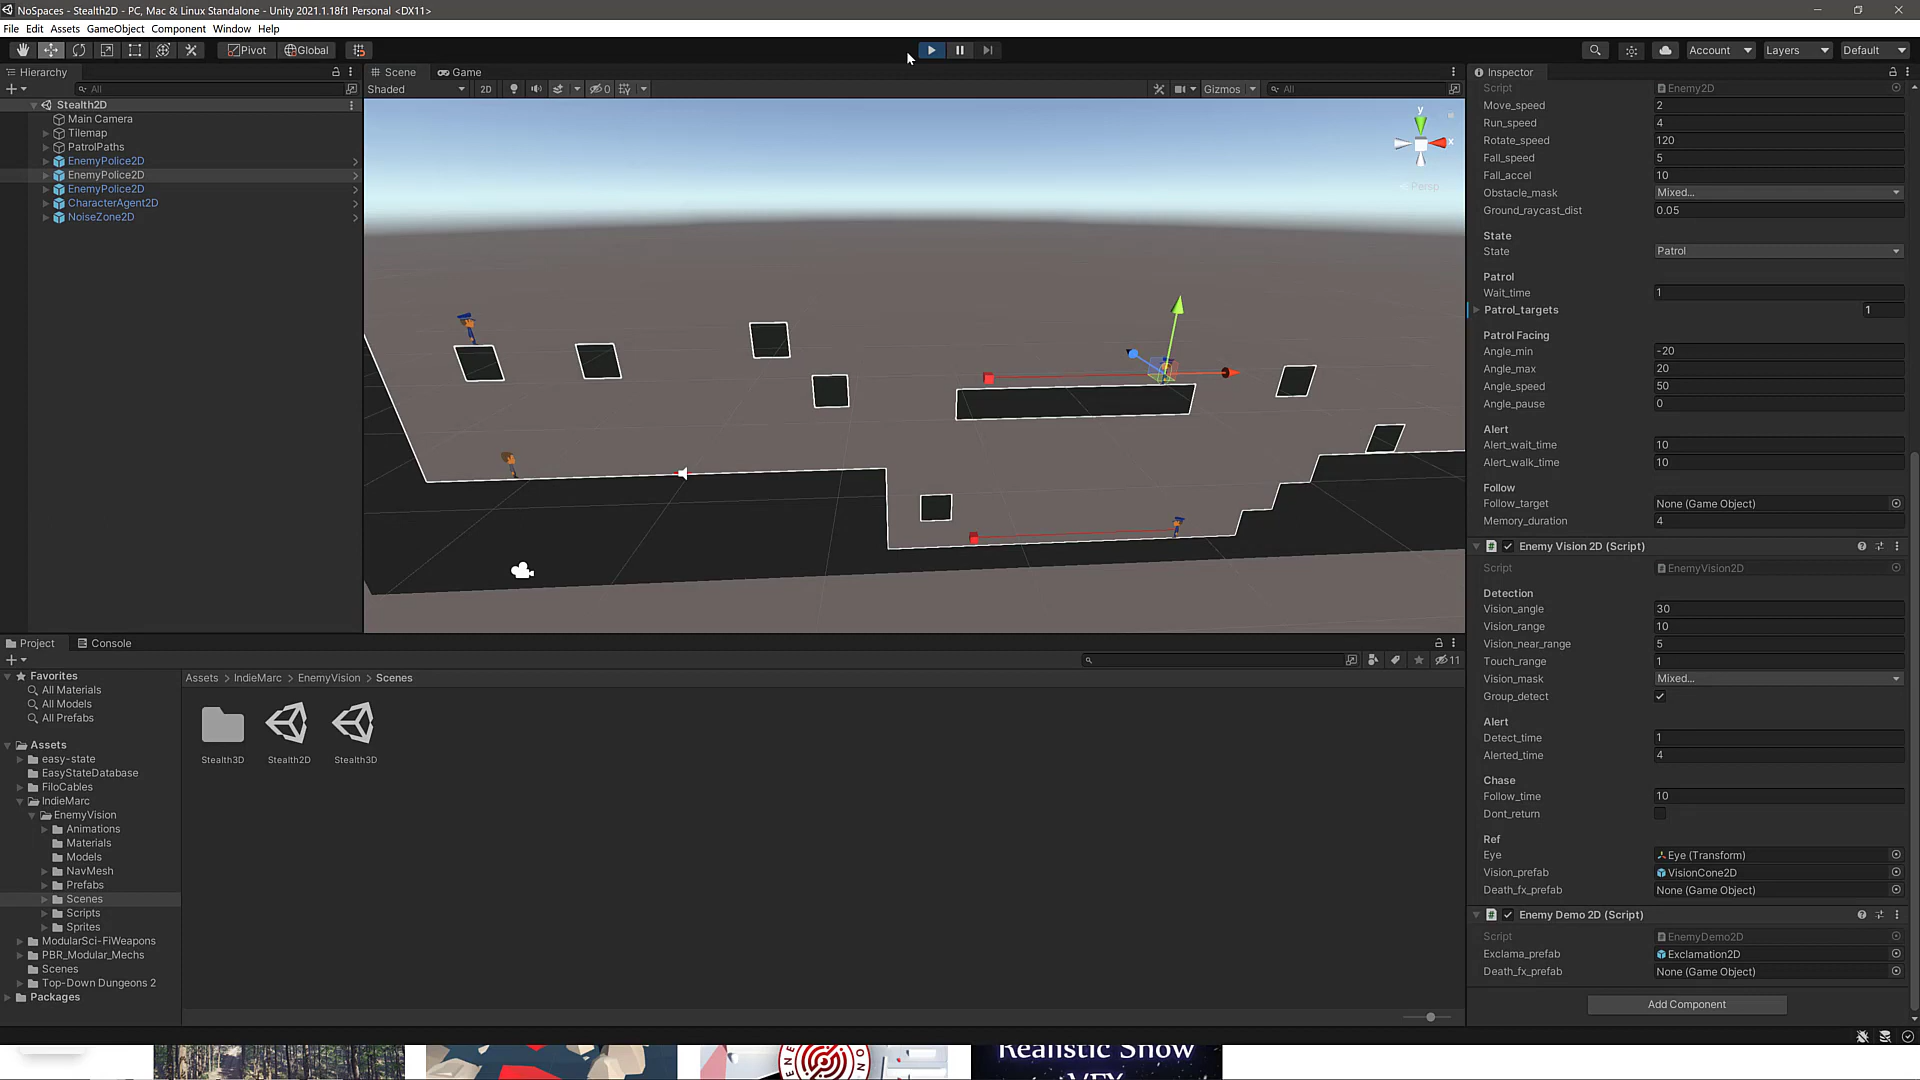 NoSpaces - Stealth2D - PC, Mac & Linux Standalone - Unity 2021.1.18f1 Personal <DX11>
File Edit Assets GameObject Component Window Help
Pivot Global Account Layers Default
Hierarchy
All
Stealth2D
Main Camera
Tilemap
PatrolPaths
EnemyPolice2D
EnemyPolice2D
EnemyPolice2D
CharacterAgent2D
NoiseZone2D
Scene Game
Shaded 2D 0 Gizmos All
y
x
Persp
Inspector
Script Enemy2D
Move_speed 2
Run_speed 4
Rotate_speed 120
Fall_speed 5
Fall_accel 10
Obstacle_mask Mixed...
Ground_raycast_dist 0.05
State
State Patrol
Patrol
Wait_time 1
Patrol_targets 1
Patrol Facing
Angle_min -20
Angle_max 20
Angle_speed 50
Angle_pause 0
Alert
Alert_wait_time 10
Alert_walk_time 10
Follow
Follow_target None (Game Object)
Memory_duration 4
Enemy Vision 2D (Script)
Script EnemyVision2D
Detection
Vision_angle 30
Vision_range 10
Vision_near_range 5
Touch_range 1
Vision_mask Mixed...
Group_detect
Alert
Detect_time 1
Alerted_time 4
Chase
Follow_time 10
Dont_return
Ref
Eye Eye (Transform)
Vision_prefab VisionCone2D
Death_fx_prefab None (Game Object)
Enemy Demo 2D (Script)
Script EnemyDemo2D
Exclama_prefab Exclamation2D
Death_fx_prefab None (Game Object)
Add Component
Project Console
11
Favorites
All Materials
All Models
All Prefabs
Assets
easy-state
EasyStateDatabase
FiloCables
IndieMarc
EnemyVision
Animations
Materials
Models
NavMesh
Prefabs
Scenes
Scripts
Sprites
ModularSci-FiWeapons
PBR_Modular_Mechs
Scenes
Top-Down Dungeons 2
Packages
Assets > IndieMarc > EnemyVision > Scenes
Stealth3D Stealth2D Stealth3D
Realistic Snow
VFX